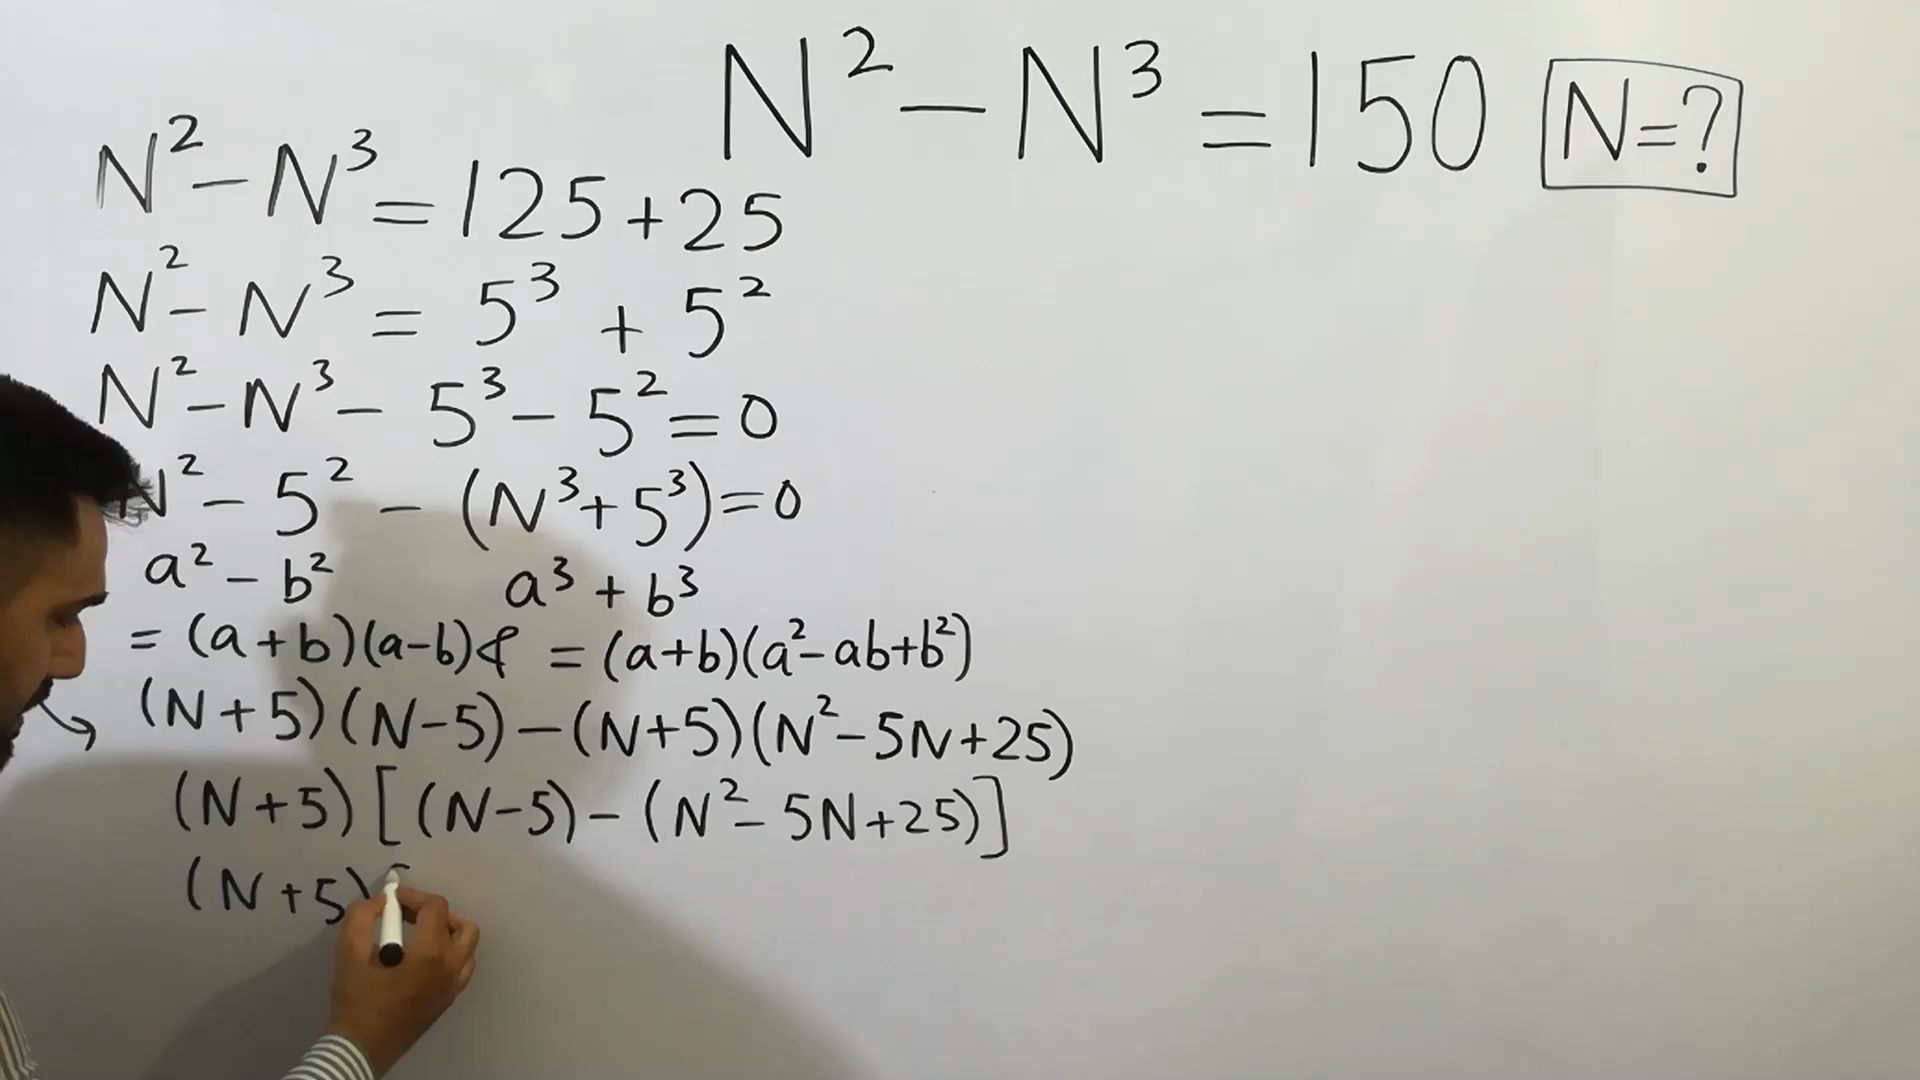 N² - N³ = 150 N=?
N² - N³ = 125 + 25
N² - N³ = 5³ + 5²
N² - N³ - 5³ - 5² = 0
N² - 5² - (N³ + 5³) = 0
a² - b² a³ + b³
= (a+b)(a-b) & = (a+b)(a² - ab + b²)
(N+5)(N-5) - (N+5)(N² - 5N + 25)
(N+5)[(N-5) - (N² - 5N + 25)]
(N+5)[